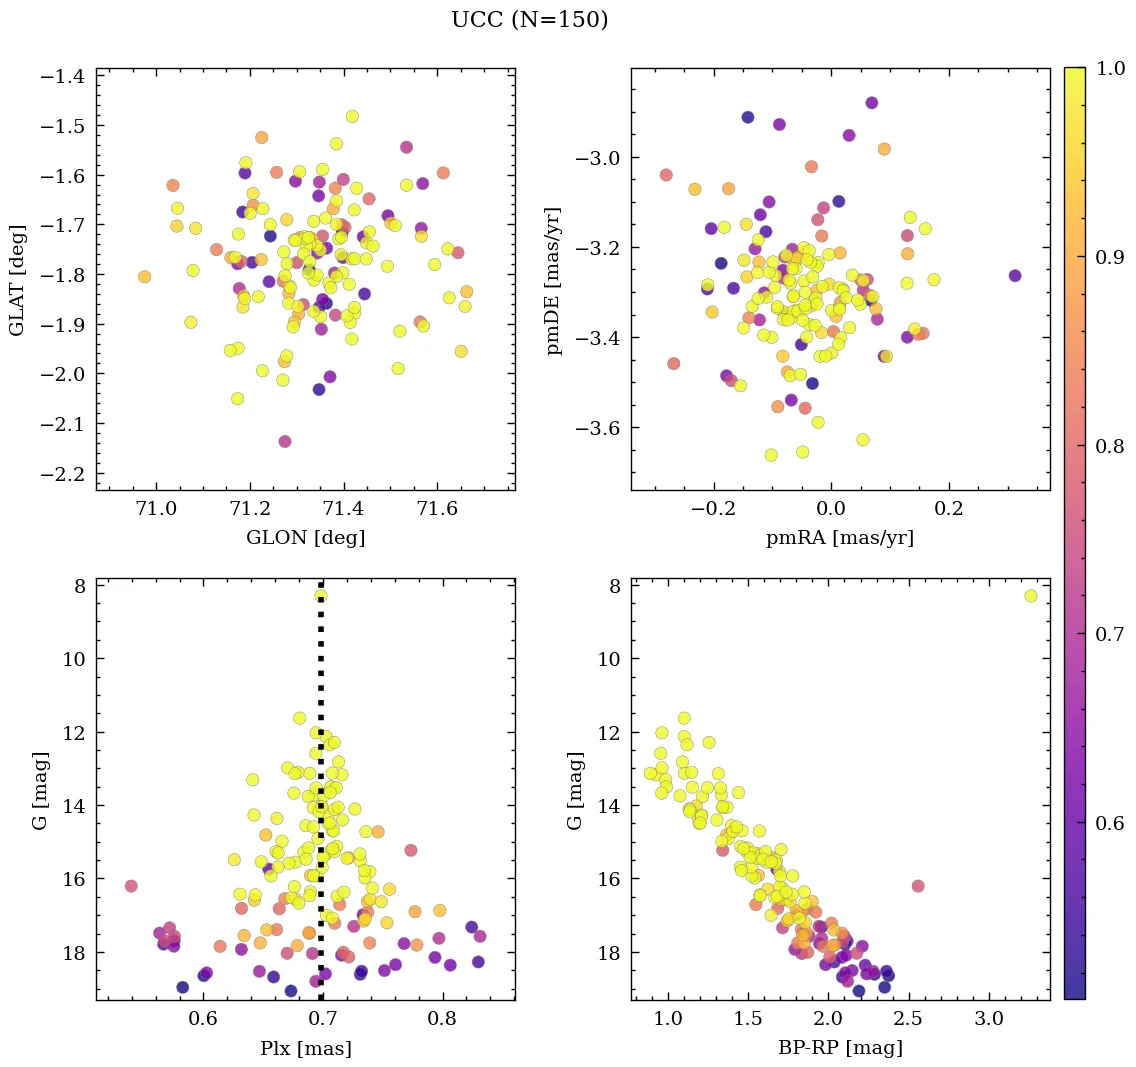 UCC (N=150)
−1.4
−1.5
−1.6
−1.7
−1.8
−1.9
−2.0
−2.1
−2.2
GLAT [deg]
71.0 71.2 71.4 71.6
GLON [deg]
−3.0
−3.2
−3.4
−3.6
pmDE [mas/yr]
−0.2 0.0 0.2
pmRA [mas/yr]
8
10
12
14
16
18
G [mag]
0.6 0.7 0.8
Plx [mas]
8
10
12
14
16
18
G [mag]
1.0 1.5 2.0 2.5 3.0
BP-RP [mag]
1.0
0.9
0.8
0.7
0.6